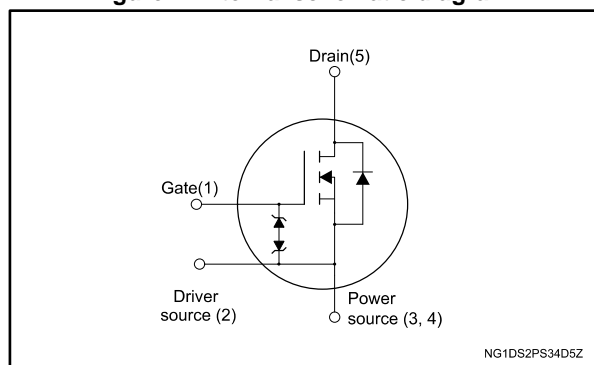 Drain(5)
Gate(1)
Driver
source (2)
Power
source (3, 4)
NG1DS2PS34D5Z